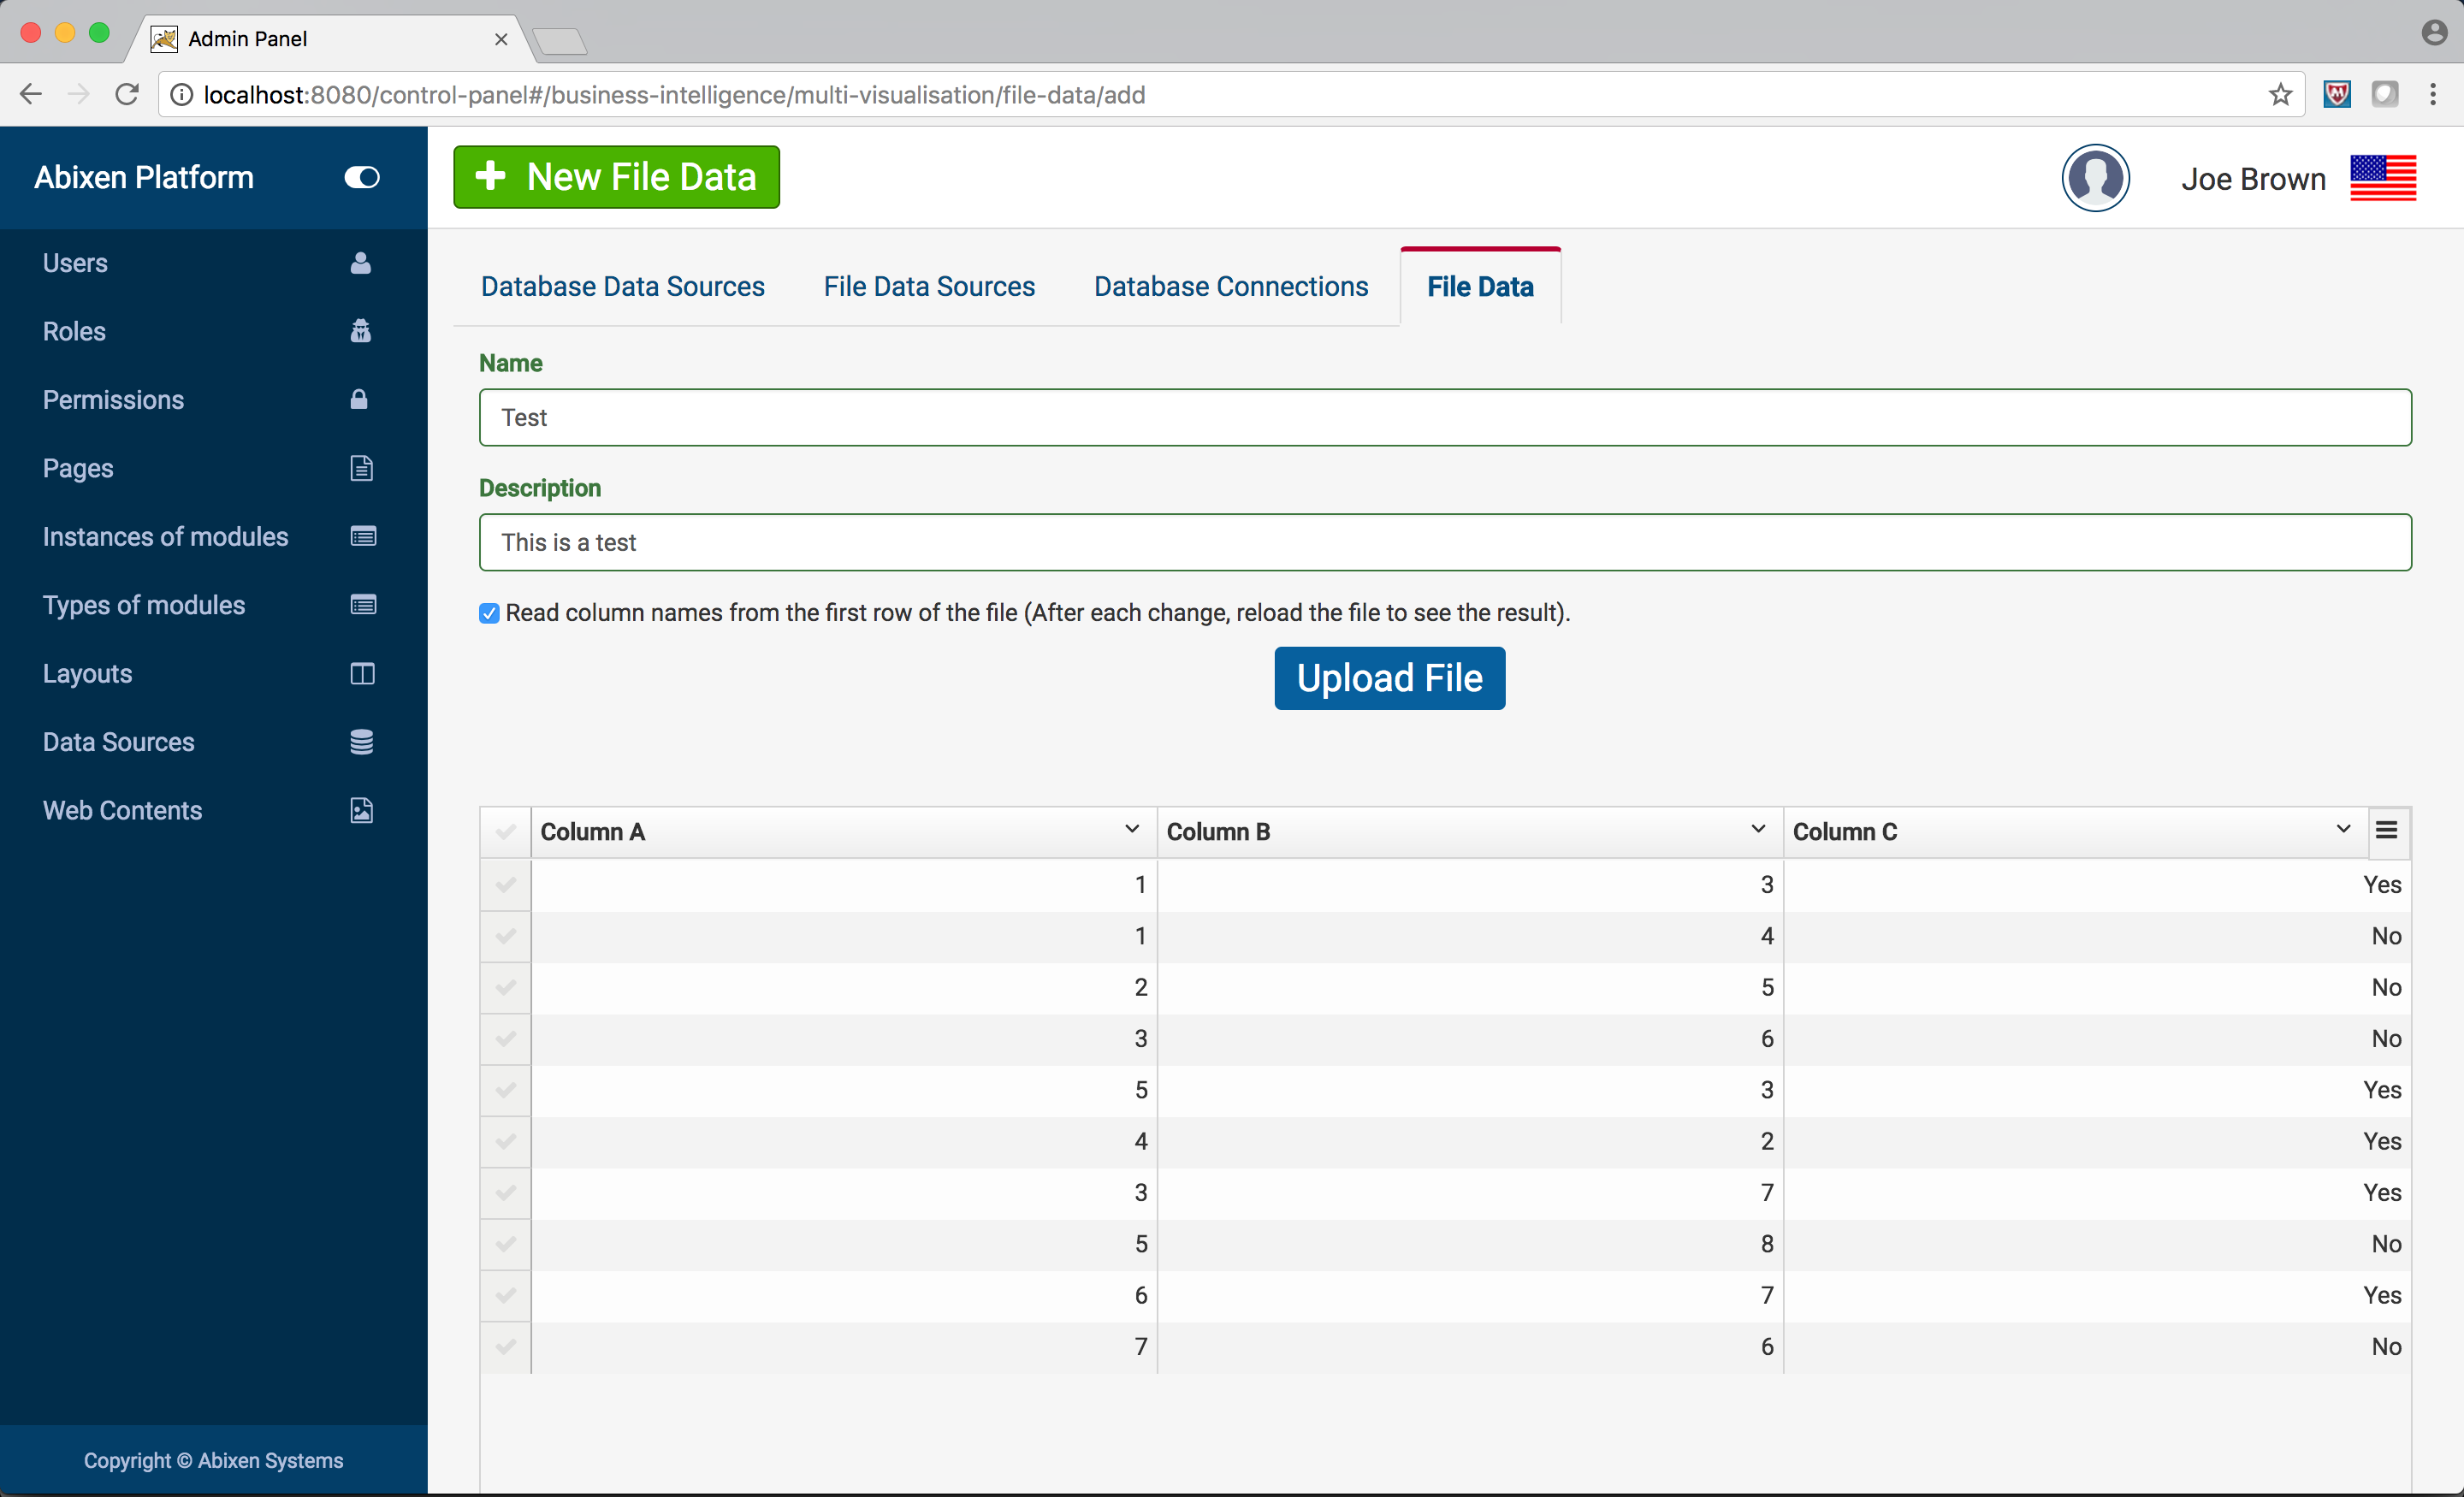 Admin Panel
localhost:8080/control-panel#/business-intelligence/multi-visualisation/file-data/add
Abixen Platform
New File Data
Joe Brown
Users
Roles
Permissions
Pages
Instances of modules
Types of modules
Layouts
Data Sources
Web Contents
Copyright © Abixen Systems
Database Data Sources File Data Sources Database Connections File Data
Name
Test
Description
This is a test
Read column names from the first row of the file (After each change, reload the file to see the result).
Upload File
Column A Column B Column C
1 3 Yes
1 4 No
2 5 No
3 6 No
5 3 Yes
4 2 Yes
3 7 Yes
5 8 No
6 7 Yes
7 6 No